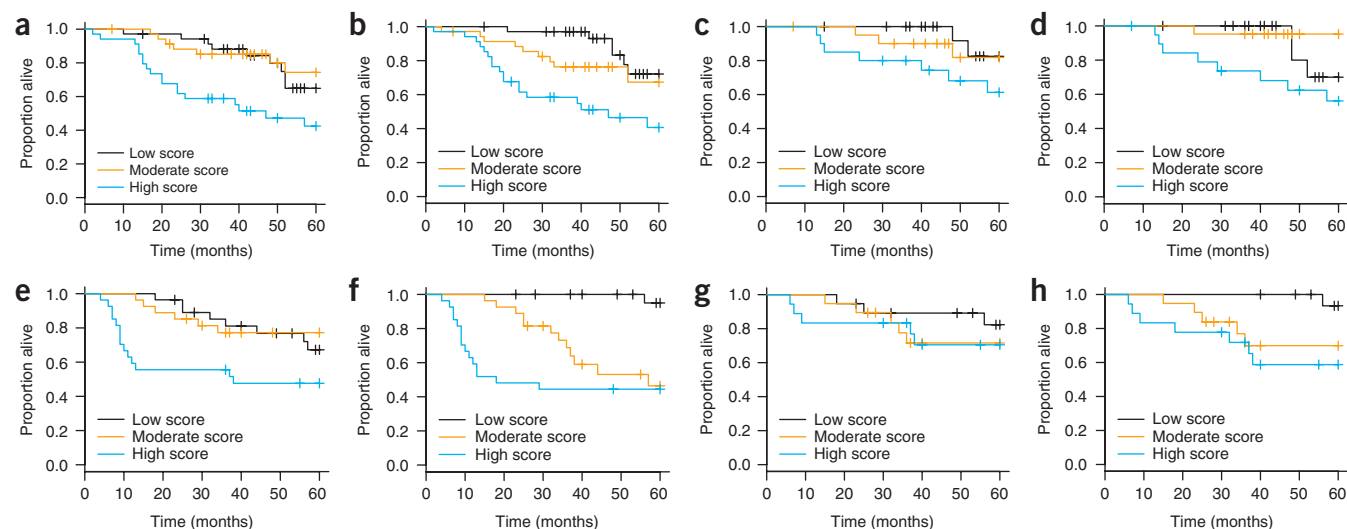 a
Proportion alive
1.0
0.8
0.6
0.4
0.2
0.0
Low score
Moderate score
High score
0 10 20 30 40 50 60
Time (months)
b
Proportion alive
1.0
0.8
0.6
0.4
0.2
0.0
Low score
Moderate score
High score
0 10 20 30 40 50 60
Time (months)
c
Proportion alive
1.0
0.8
0.6
0.4
0.2
0.0
Low score
Moderate score
High score
0 10 20 30 40 50 60
Time (months)
d
Proportion alive
1.0
0.8
0.6
0.4
0.2
0.0
Low score
Moderate score
High score
0 10 20 30 40 50 60
Time (months)
e
Proportion alive
1.0
0.8
0.6
0.4
0.2
0.0
Low score
Moderate score
High score
0 10 20 30 40 50 60
Time (months)
f
Proportion alive
1.0
0.8
0.6
0.4
0.2
0.0
Low score
Moderate score
High score
0 10 20 30 40 50 60
Time (months)
g
Proportion alive
1.0
0.8
0.6
0.4
0.2
0.0
Low score
Moderate score
High score
0 10 20 30 40 50 60
Time (months)
h
Proportion alive
1.0
0.8
0.6
0.4
0.2
0.0
Low score
Moderate score
High score
0 10 20 30 40 50 60
Time (months)